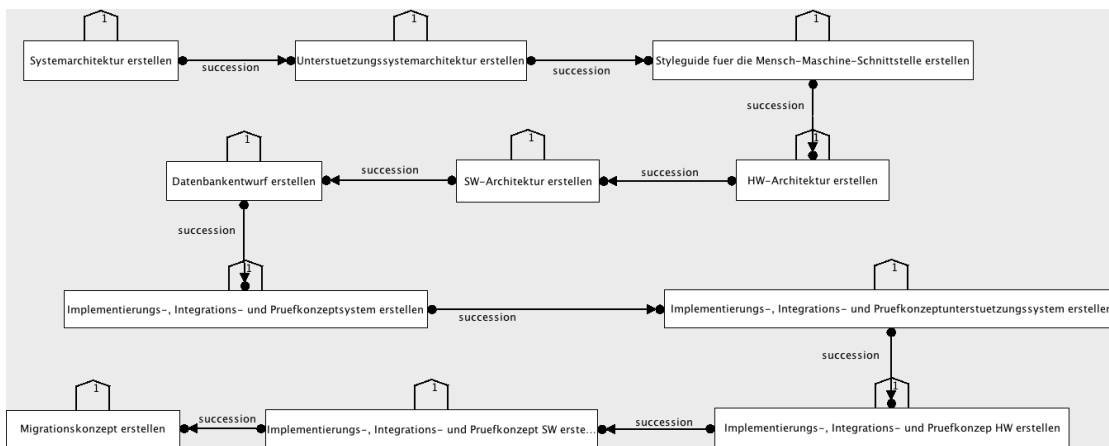 1
1
1
Systemarchitektur erstellen
succession
Unterstuetzungssystemarchitektur erstellen
succession
Styleguide fuer die Mensch-Maschine-Schnittstelle erstellen
succession
1
1
1
Datenbankentwurf erstellen
succession
SW-Architektur erstellen
succession
HW-Architektur erstellen
succession
1
1
Implementierungs-, Integrations- und Pruefkonzeptsystem erstellen
succession
Implementierungs-, Integrations- und Pruefkonzeptunterstuetzungssystem erstellen
succession
1
1
1
Migrationskonzept erstellen
succession
Implementierungs-, Integrations- und Pruefkonzept SW erste...
succession
Implementierungs-, Integrations- und Pruefkonzep HW erstellen